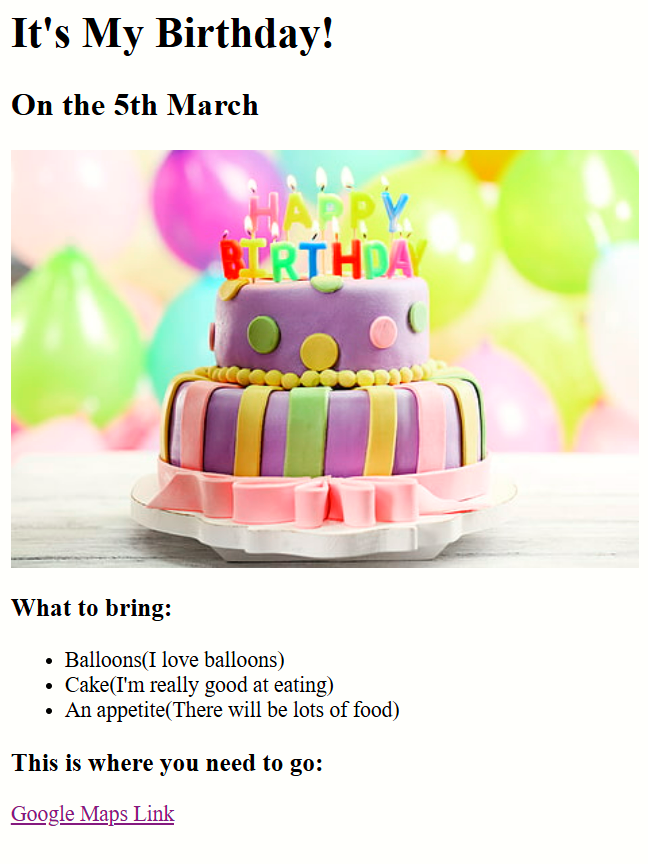 It's My Birthday!
On the 5th March
HAPPY
BIRTHDAY
What to bring:
Balloons(I love balloons)
Cake(I'm really good at eating)
An appetite(There will be lots of food)
This is where you need to go:
Google Maps Link